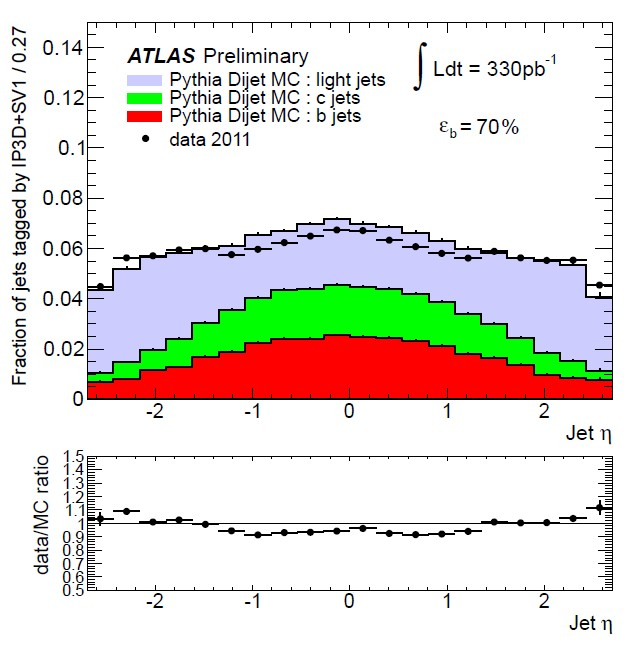 Fraction of jets tagged by IP3D+SV1 / 0.27
0.14
0.12
0.1
0.08
0.06
0.04
0.02
0
ATLAS Preliminary
Pythia Dijet MC : light jets
Pythia Dijet MC : c jets
Pythia Dijet MC : b jets
data 2011
∫ Ldt = 330pb⁻¹
ε_b = 70%
-2 -1 0 1 2
Jet η
data/MC ratio
1.5
1.4
1.3
1.2
1.1
1
0.9
0.8
0.7
0.6
0.5
-2 -1 0 1 2
Jet η